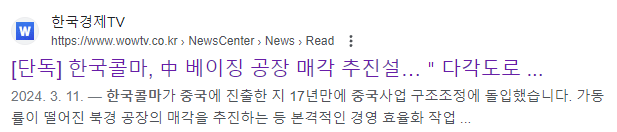 W
한국경제TV
https://www.wowtv.co.kr › NewsCenter › News › Read
[단독] 한국콜마, 中 베이징 공장 매각 추진설… " 다각도로 ...
2024. 3. 11. — 한국콜마가 중국에 진출한 지 17년만에 중국사업 구조조정에 돌입했습니다. 가동
률이 떨어진 북경 공장의 매각을 추진하는 등 본격적인 경영 효율화 작업 ...